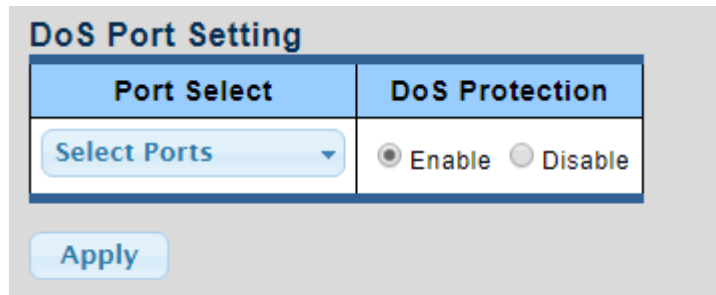 DoS Port Setting
Port Select DoS Protection
Select Ports Enable Disable
Apply